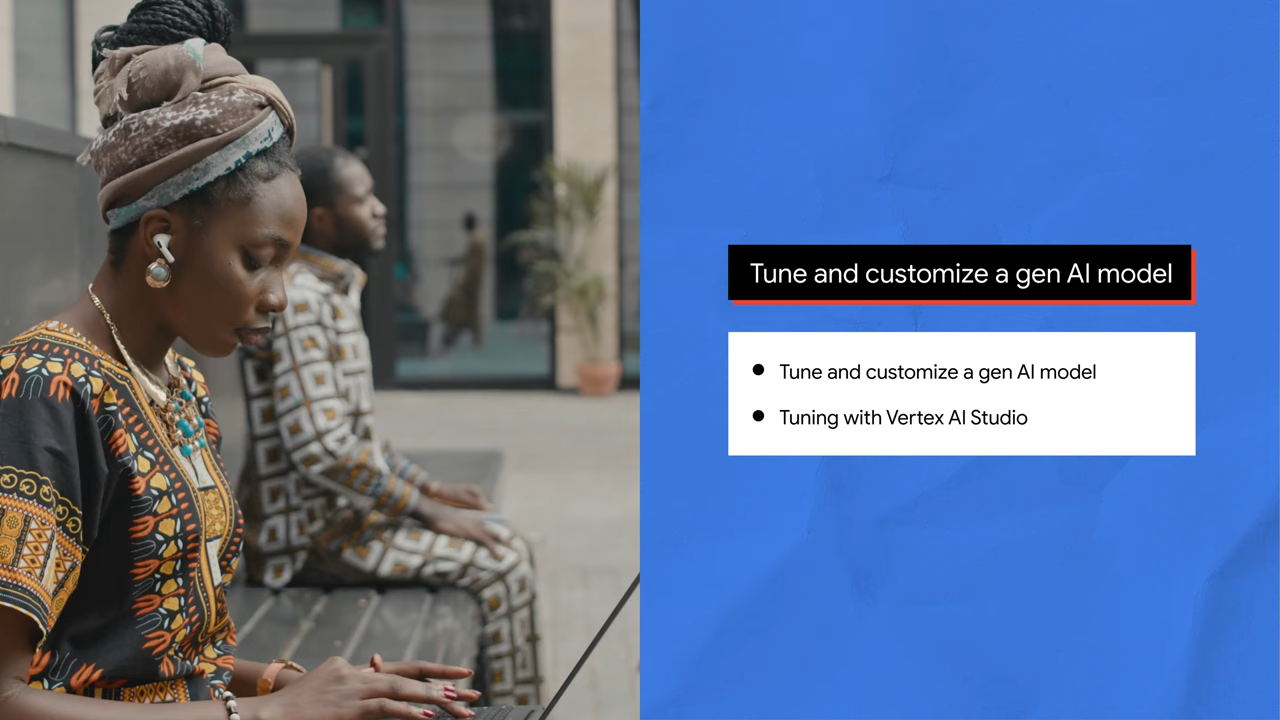 Tune and customize a gen AI model
Tune and customize a gen AI model
Tuning with Vertex AI Studio